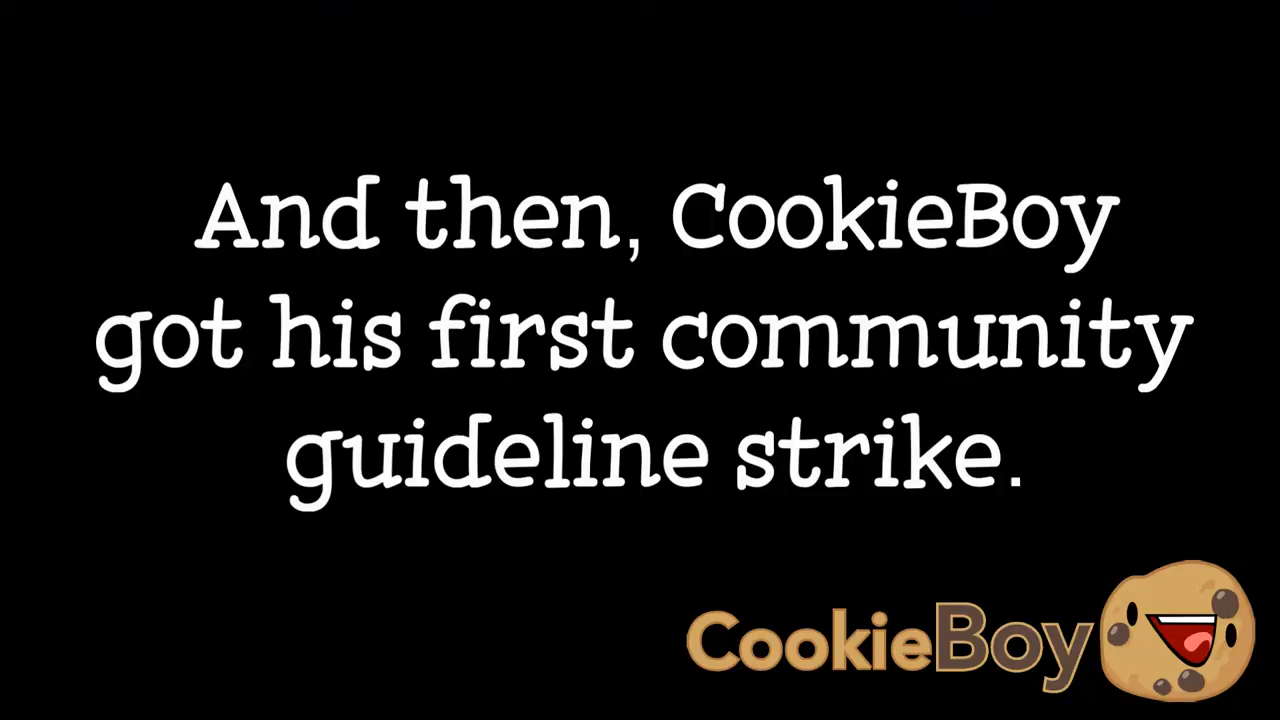 And then, CookieBoy
got his first community
guideline strike.
CookieBoy